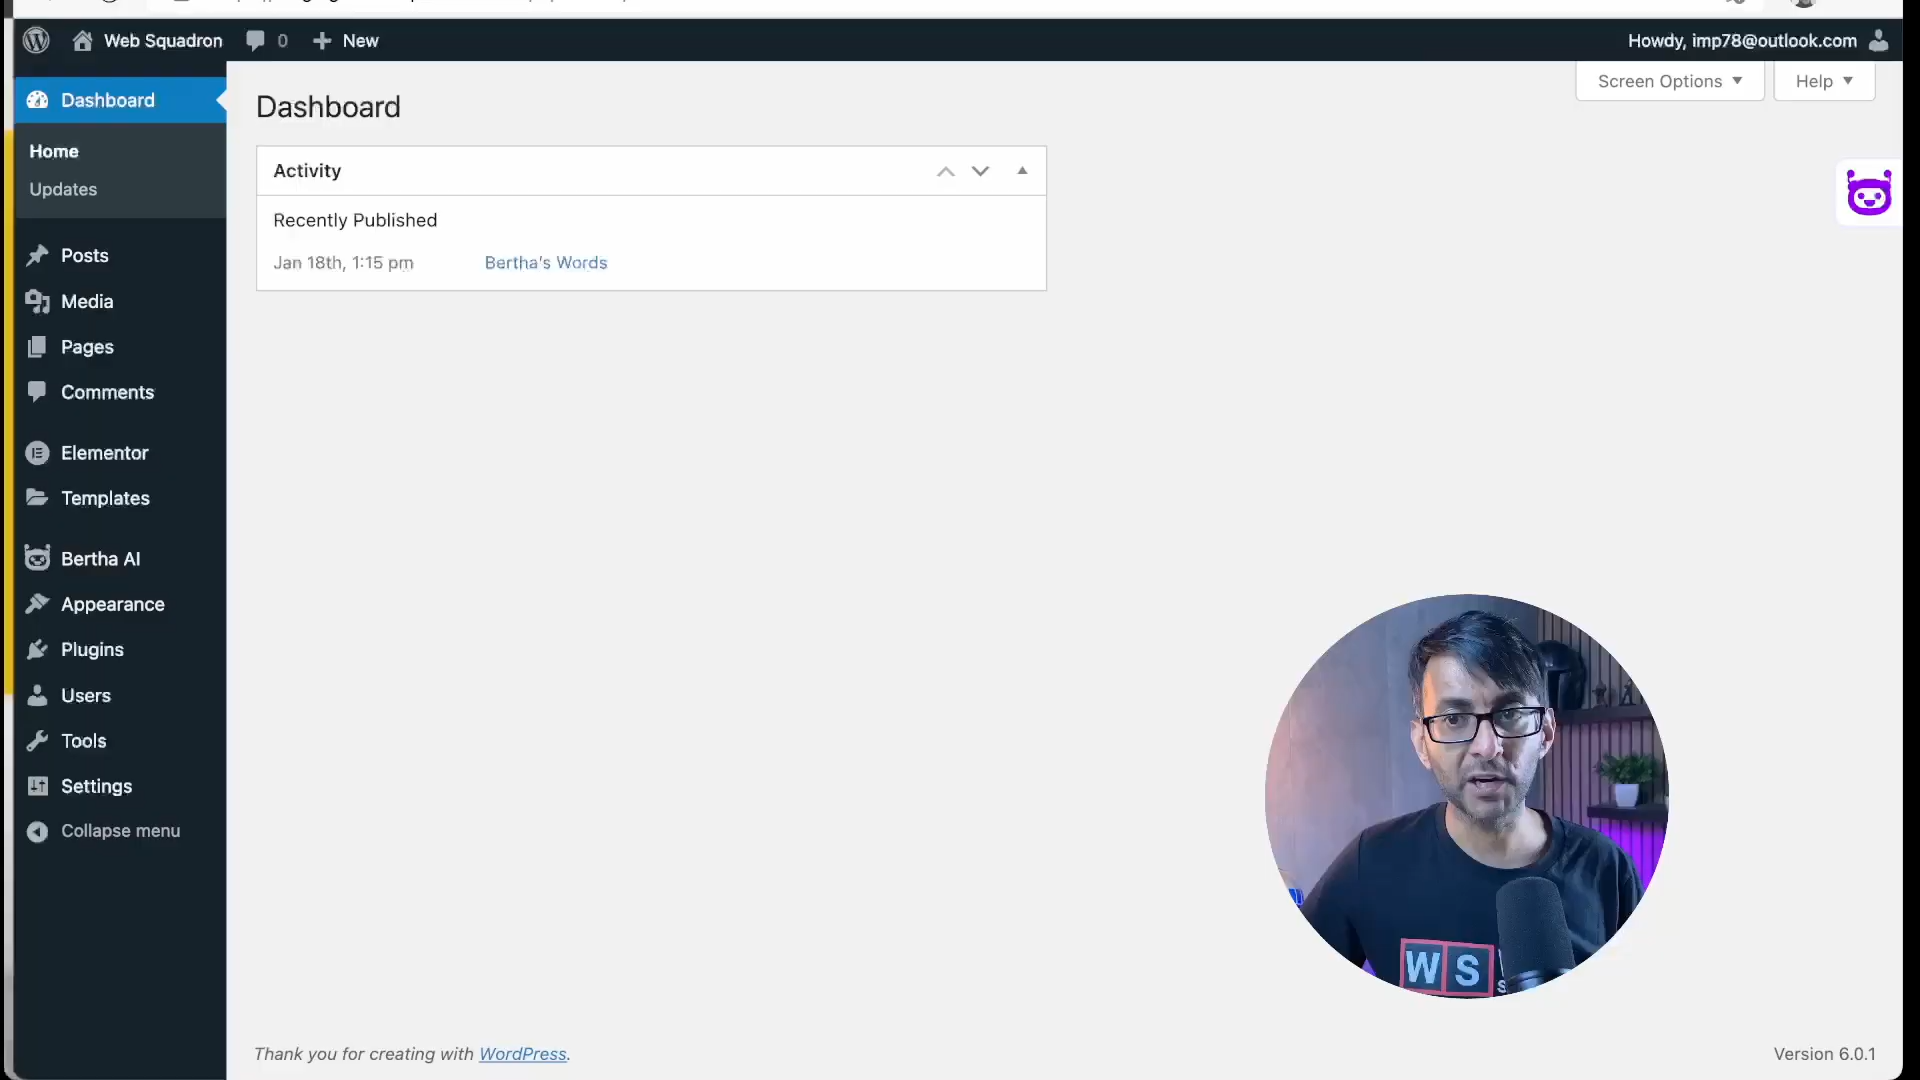 Web Squadron 0 New Howdy, imp78@outlook.com
Screen Options Help
Dashboard
Home
Updates
Posts
Media
Pages
Comments
Elementor
Templates
Bertha AI
Appearance
Plugins
Users
Tools
Settings
Collapse menu
Dashboard
Activity
Recently Published
Jan 18th, 1:15 pm Bertha's Words
WS
Thank you for creating with WordPress. Version 6.0.1